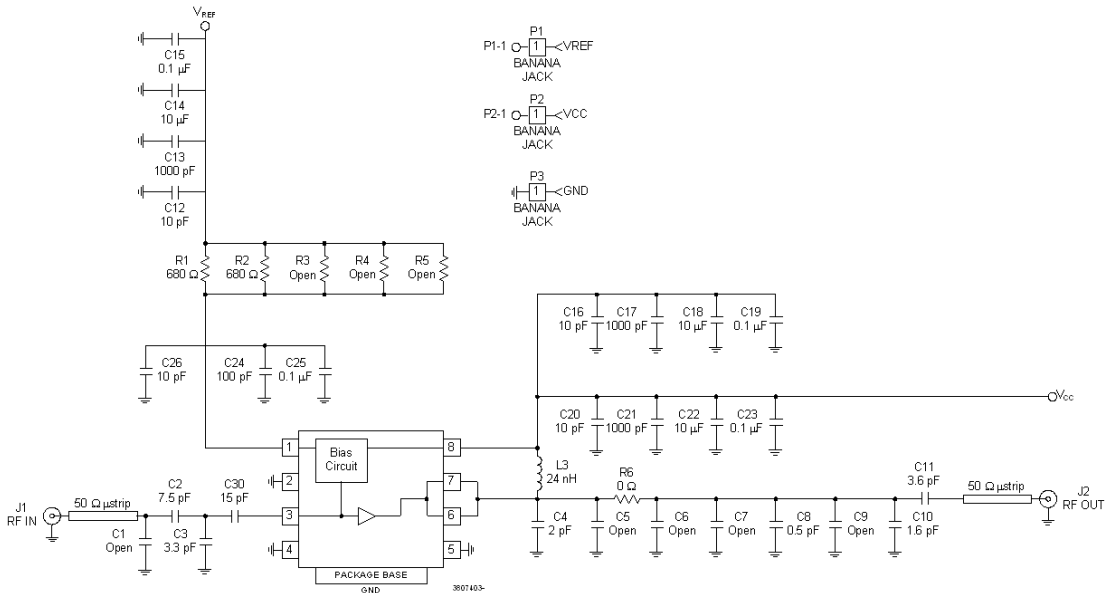 VREF
C15
0.1 µF
C14
10 µF
C13
1000 pF
C12
10 pF
P1
P1-1
1
VREF
BANANA
JACK
P2
P2-1
1
VCC
BANANA
JACK
P3
1
GND
BANANA
JACK
R1
680 Ω
R2
680 Ω
R3
Open
R4
Open
R5
Open
C26
10 pF
C24
100 pF
C25
0.1 µF
C16
10 pF
C17
1000 pF
C18
10 µF
C19
0.1 µF
VCC
C20
10 pF
C21
1000 pF
C22
10 µF
C23
0.1 µF
1
2
3
4
Bias
Circuit
8
7
6
5
PACKAGE BASE
GND
3807403-
L3
24 nH
R6
0 Ω
J1
RF IN
50 Ω µstrip
C1
Open
C2
7.5 pF
C3
3.3 pF
C30
15 pF
C4
2 pF
C5
Open
C6
Open
C7
Open
C8
0.5 pF
C9
Open
C10
1.6 pF
C11
3.6 pF
50 Ω µstrip
J2
RF OUT